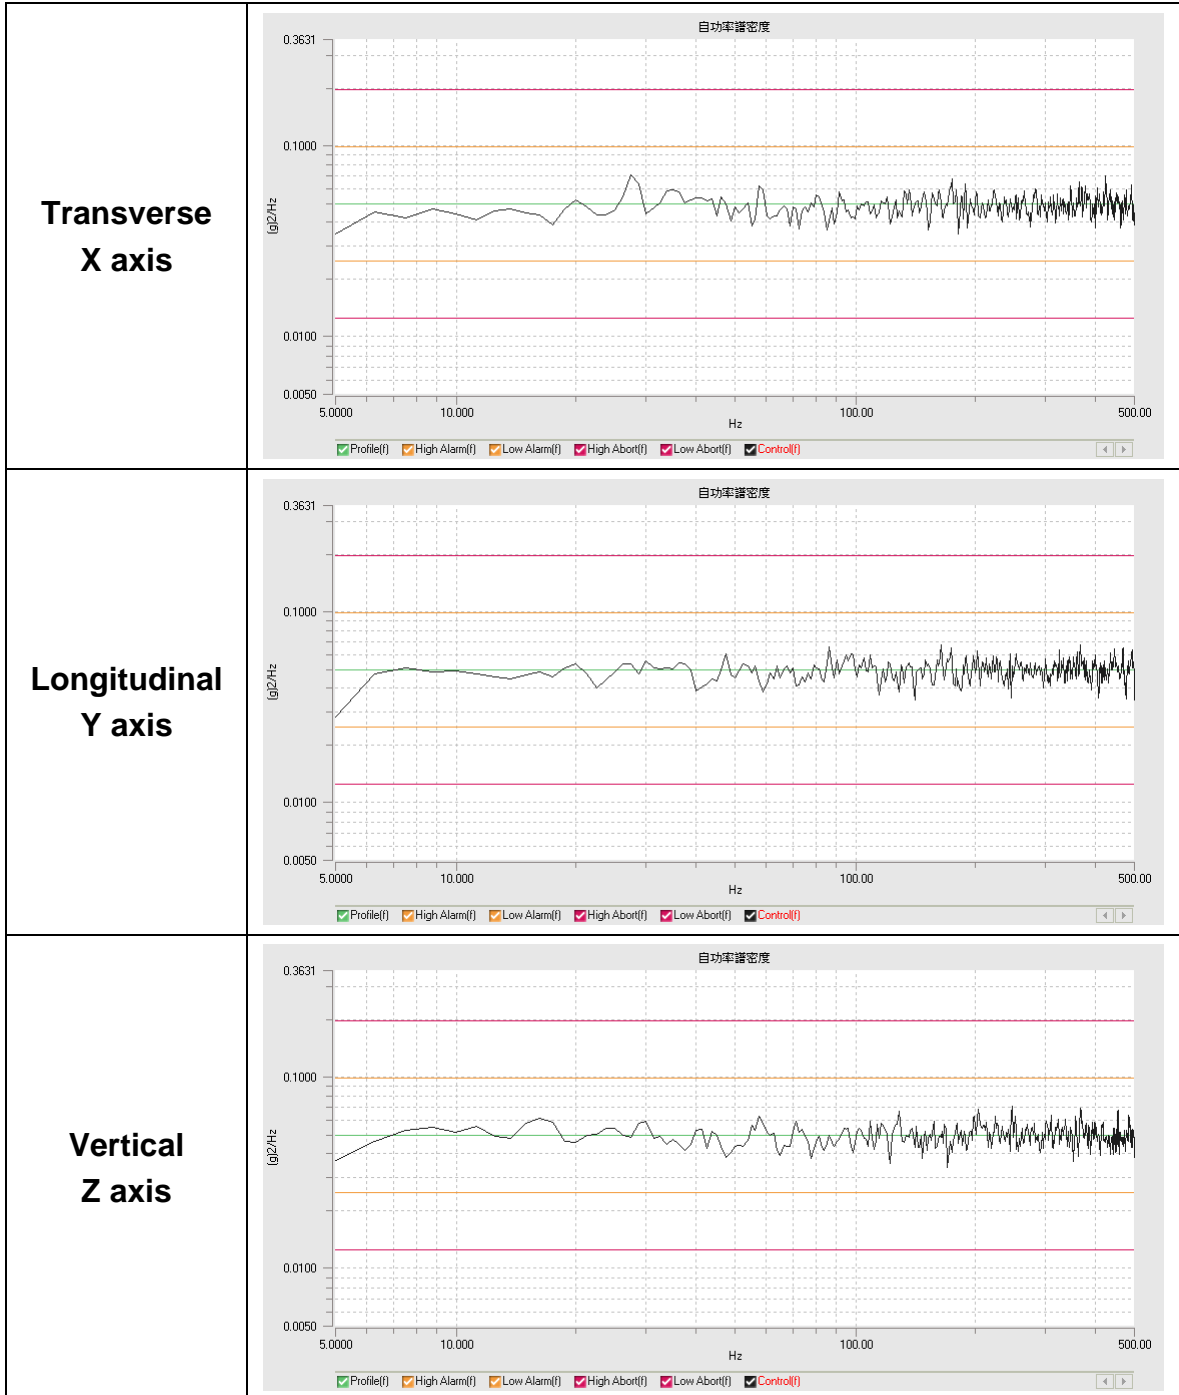 Transverse
X axis
自功率譜密度
0.3631
0.1000
(g)2/Hz
0.0100
0.0050
5.0000 10.000 100.00 500.00
Hz
Profile(f) High Alarm(f) Low Alarm(f) High Abort(f) Low Abort(f) Control(f)
Longitudinal
Y axis
自功率譜密度
0.3631
0.1000
(g)2/Hz
0.0100
0.0050
5.0000 10.000 100.00 500.00
Hz
Profile(f) High Alarm(f) Low Alarm(f) High Abort(f) Low Abort(f) Control(f)
Vertical
Z axis
自功率譜密度
0.3631
0.1000
(g)2/Hz
0.0100
0.0050
5.0000 10.000 100.00 500.00
Hz
Profile(f) High Alarm(f) Low Alarm(f) High Abort(f) Low Abort(f) Control(f)